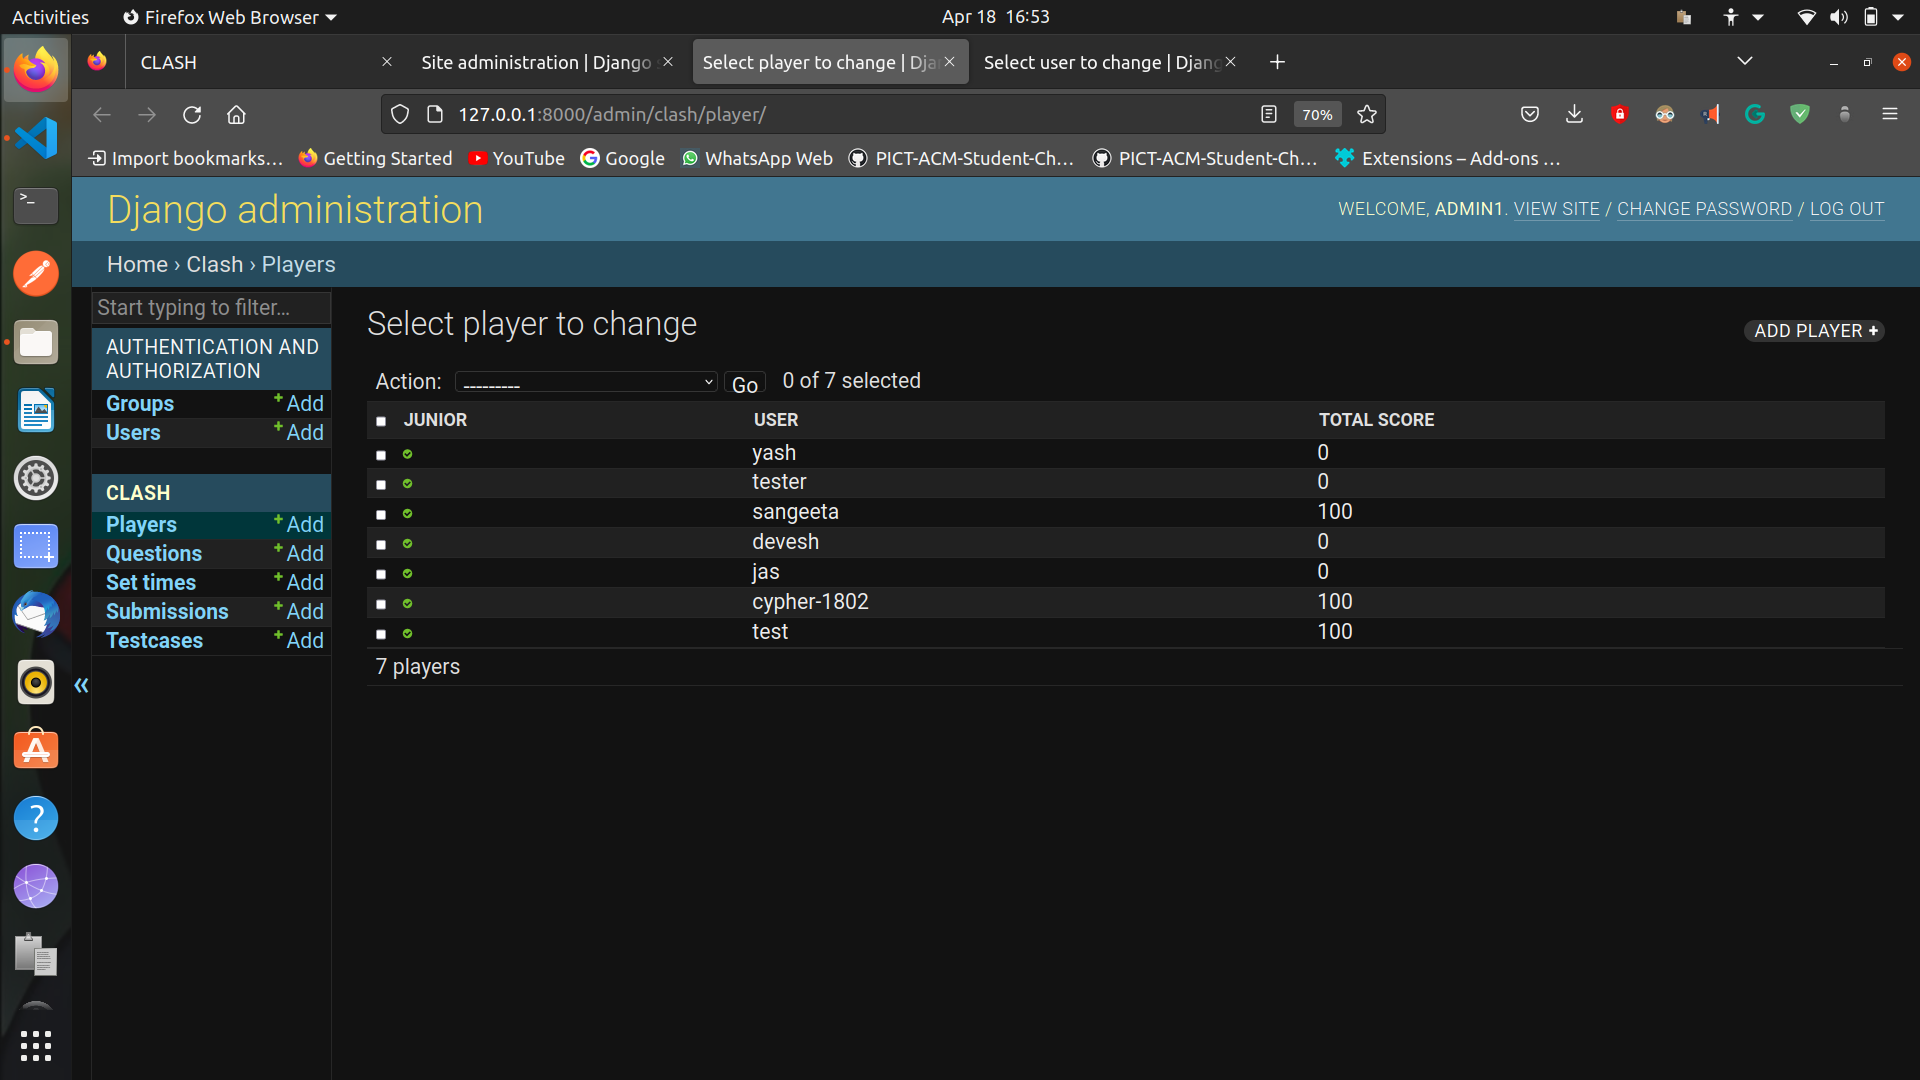 Activities Firefox Web Browser Apr 18 16:53
CLASH Site administration | Django Select player to change | Dja Select user to change | Djang
127.0.0.1:8000/admin/clash/player/ 70%
Import bookmarks... Getting Started YouTube Google WhatsApp Web PICT-ACM-Student-Ch... PICT-ACM-Student-Ch... Extensions – Add-ons ...
Django administration WELCOME, ADMIN1. VIEW SITE / CHANGE PASSWORD / LOG OUT
Home › Clash › Players
Start typing to filter...
AUTHENTICATION AND
AUTHORIZATION
Groups + Add
Users + Add
CLASH
Players + Add
Questions + Add
Set times + Add
Submissions + Add
Testcases + Add
«
Select player to change
ADD PLAYER +
Action: --------- Go 0 of 7 selected
JUNIOR USER TOTAL SCORE
yash 0
tester 0
sangeeta 100
devesh 0
jas 0
cypher-1802 100
test 100
7 players